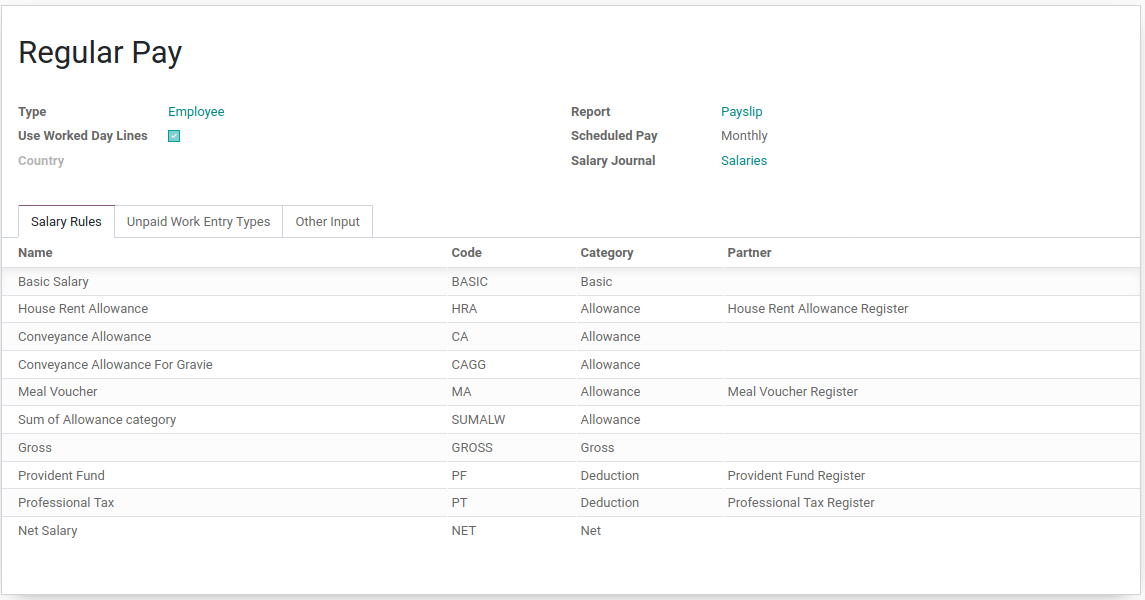 Regular Pay
Type Employee Report Payslip
Use Worked Day Lines Scheduled Pay Monthly
Country Salary Journal Salaries
Salary Rules Unpaid Work Entry Types Other Input
Name Code Category Partner
Basic Salary BASIC Basic
House Rent Allowance HRA Allowance House Rent Allowance Register
Conveyance Allowance CA Allowance
Conveyance Allowance For Gravie CAGG Allowance
Meal Voucher MA Allowance Meal Voucher Register
Sum of Allowance category SUMALW Allowance
Gross GROSS Gross
Provident Fund PF Deduction Provident Fund Register
Professional Tax PT Deduction Professional Tax Register
Net Salary NET Net